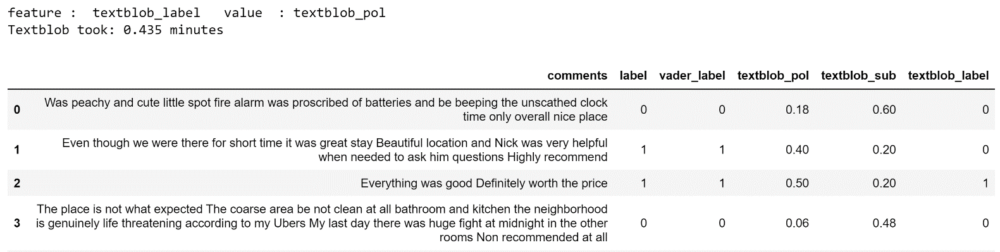 feature :  textblob_label   value  : textblob_pol
Textblob took: 0.435 minutes
comments label vader_label textblob_pol textblob_sub textblob_label
Was peachy and cute little spot fire alarm was proscribed of batteries and be beeping the unscathed clock
0 time only overall nice place 0 0 0.18 0.60 0
Even though we were there for short time it was great stay Beautiful location and Nick was very helpful
1 when needed to ask him questions Highly recommend 1 1 0.40 0.20 0
2 Everything was good Definitely worth the price 1 1 0.50 0.20 1
The place is not what expected The coarse area be not clean at all bathroom and kitchen the neighborhood
3 is genuinely life threatening according to my Ubers My last day there was huge fight at midnight in the other 0 0 0.06 0.48 0
rooms Non recommended at all